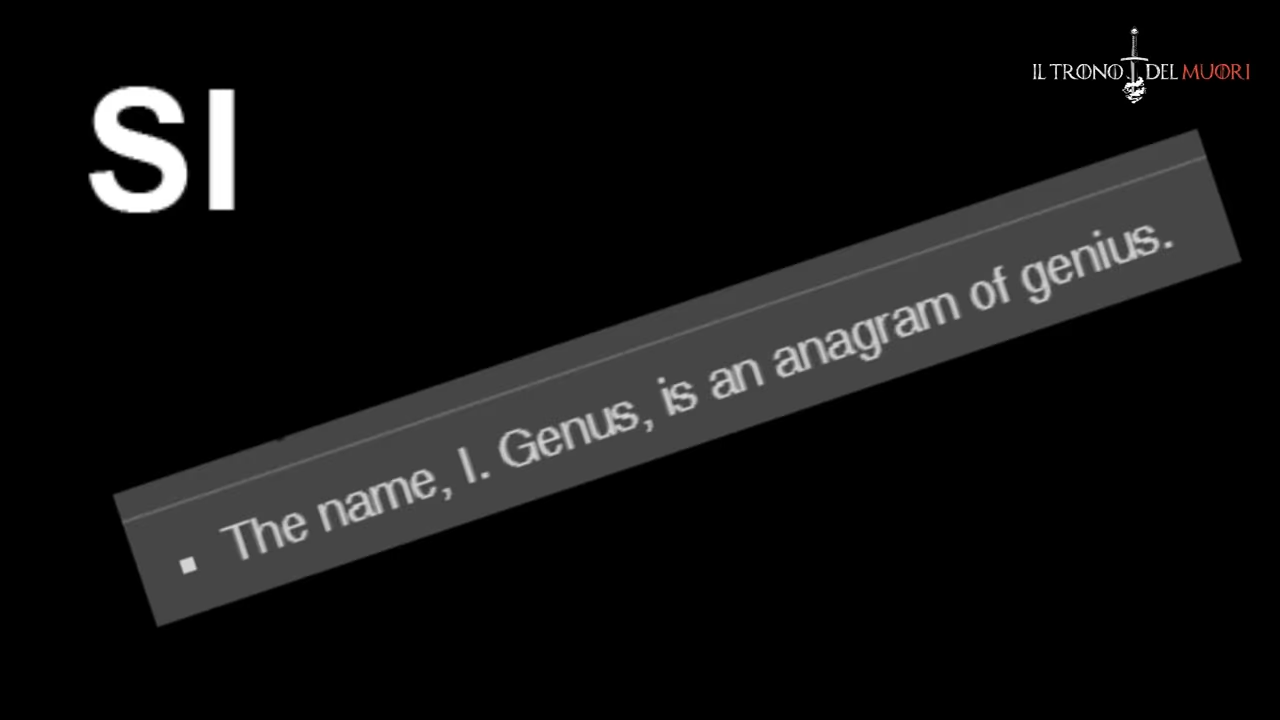 IL TRONO DEL MUORI
SI
▪ The name, I. Genus, is an anagram of genius.